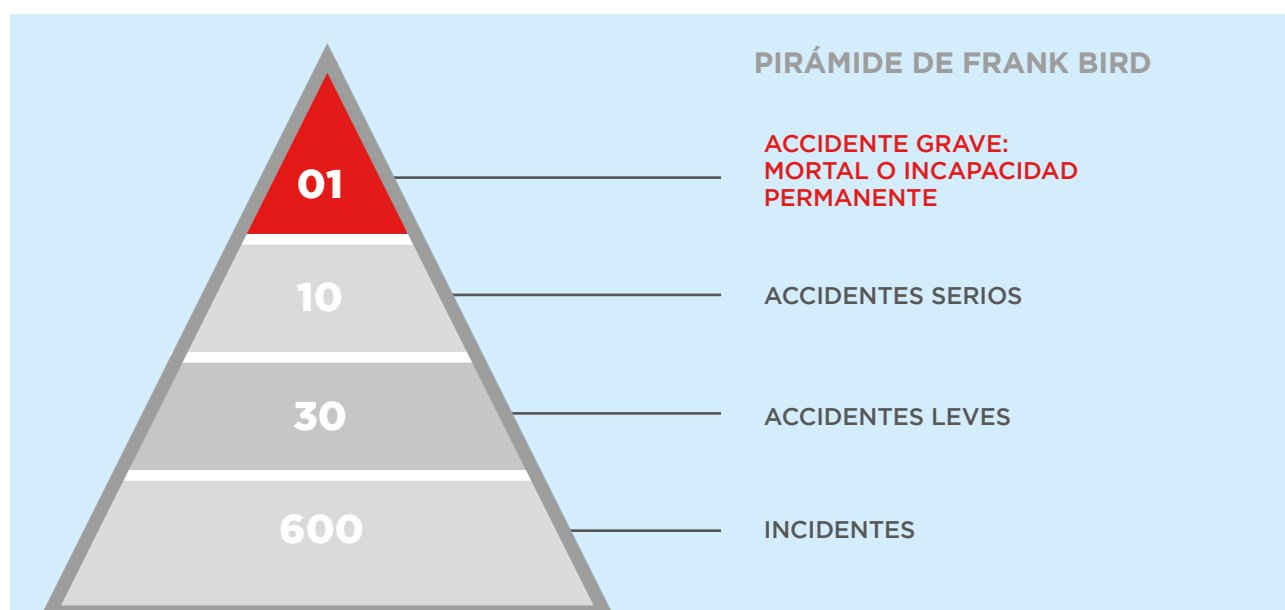 PIRÁMIDE DE FRANK BIRD
01
ACCIDENTE GRAVE:
MORTAL O INCAPACIDAD
PERMANENTE
10
ACCIDENTES SERIOS
30
ACCIDENTES LEVES
600
INCIDENTES